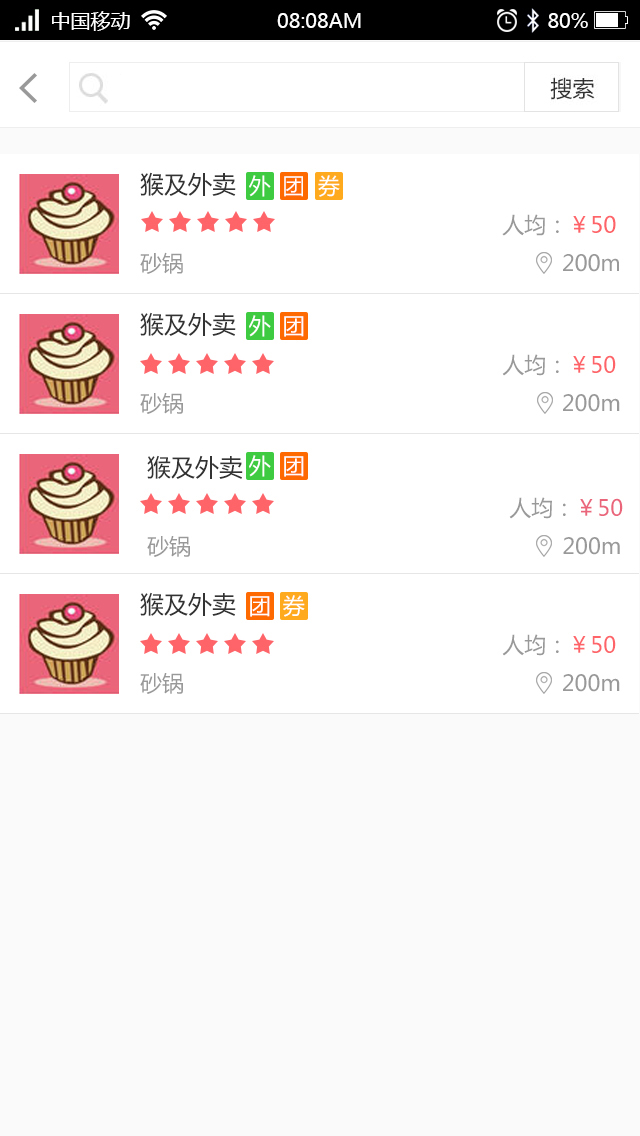 中国移动 08:08AM 80%
搜索
猴及外卖 外 团 券
人均：￥50
砂锅 200m
猴及外卖 外 团
人均：￥50
砂锅 200m
猴及外卖 外 团
人均：￥50
砂锅 200m
猴及外卖 团 券
人均：￥50
砂锅 200m